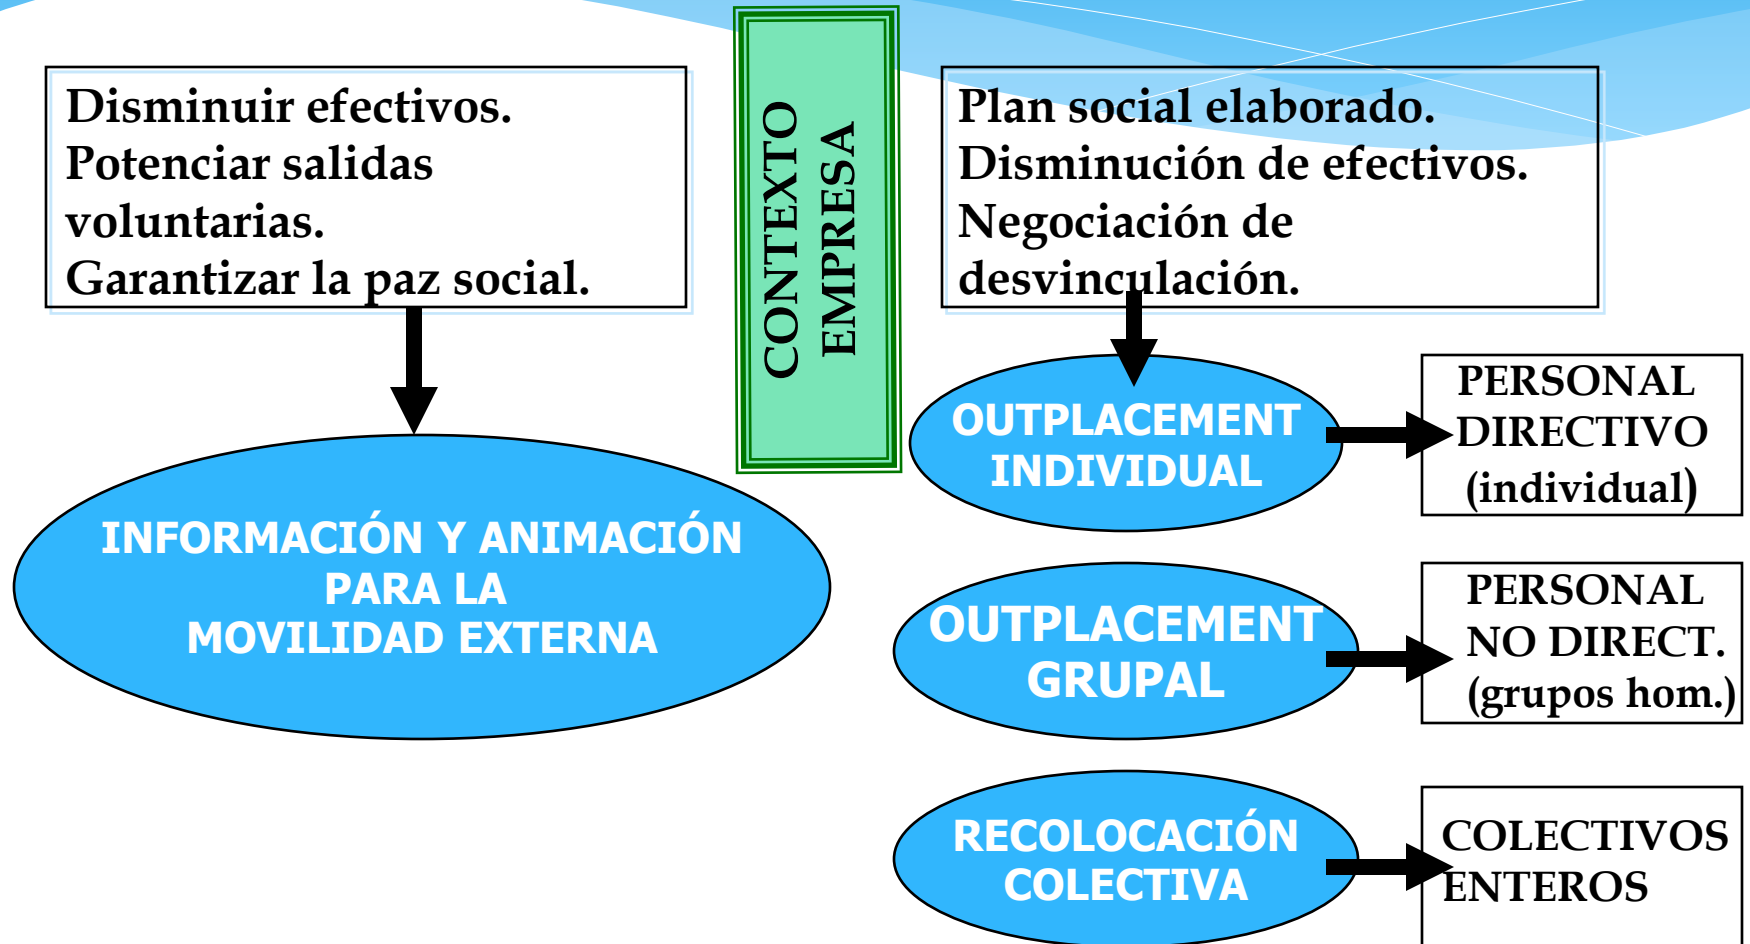 Disminuir efectivos.
Potenciar salidas
voluntarias.
Garantizar la paz social.
CONTEXTO
EMPRESA
Plan social elaborado.
Disminución de efectivos.
Negociación de
desvinculación.
INFORMACIÓN Y ANIMACIÓN
PARA LA
MOVILIDAD EXTERNA
OUTPLACEMENT
INDIVIDUAL
PERSONAL
DIRECTIVO
(individual)
OUTPLACEMENT
GRUPAL
PERSONAL
NO DIRECT.
(grupos hom.)
RECOLOCACIÓN
COLECTIVA
COLECTIVOS
ENTEROS